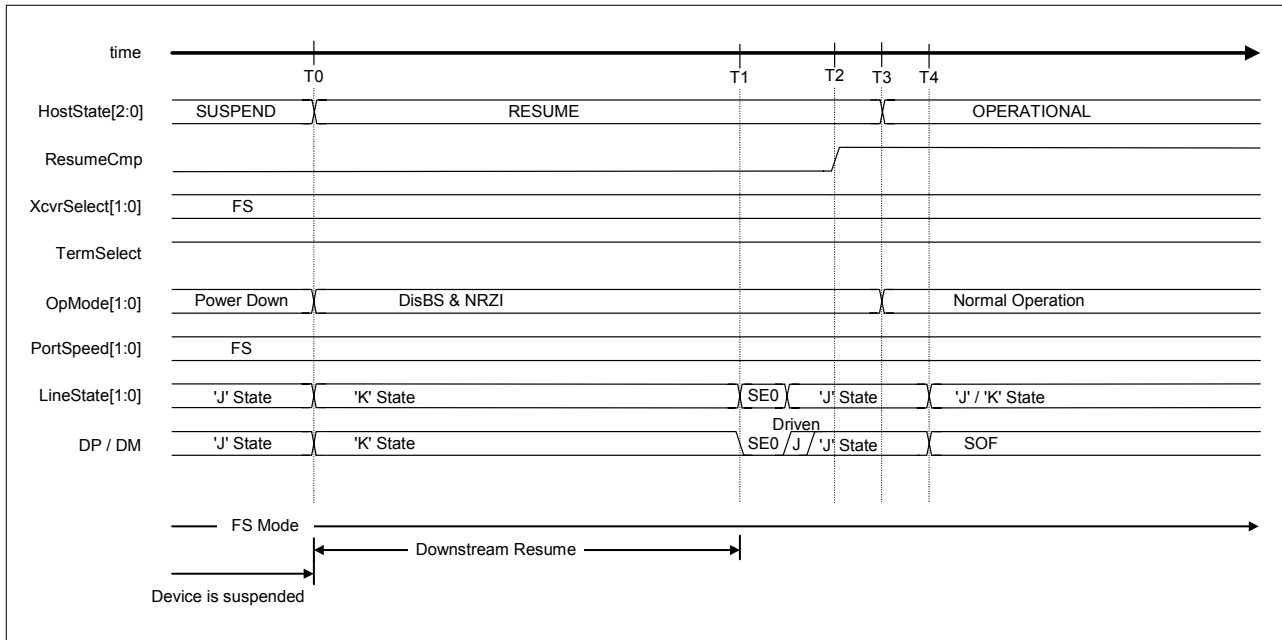 time
T0 T1 T2 T3 T4
HostState[2:0] SUSPEND RESUME OPERATIONAL
ResumeCmp
XcvrSelect[1:0] FS
TermSelect
OpMode[1:0] Power Down DisBS & NRZI Normal Operation
PortSpeed[1:0] FS
LineState[1:0] 'J' State 'K' State SE0 'J' State 'J' / 'K' State
Driven
DP / DM 'J' State 'K' State SE0 J 'J' State SOF
FS Mode
Downstream Resume
Device is suspended